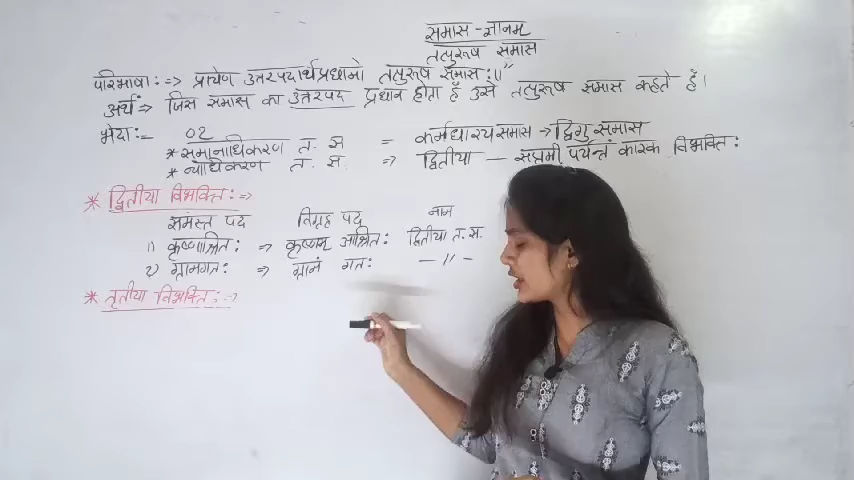 समास - ज्ञानम्
तत्पुरूष समास
परिभाषा: => प्रायेण उत्तरपदार्थप्रधानो तत्पुरूष समास:॥"
अर्थ => जिस समास का उत्तरपद प्रधान होता है उसे तत्पुरूष समास कहते हैं।
भेदा:= 02
* समानाधिकरण त. स = कर्मधारय समास → द्विगु समास
* व्याधिकरण त. स. => द्वितीया — सप्तमी पर्यन्तं कारक विभक्ति:
* द्वितीया विभक्ति: =>
समस्त पद विग्रह पद नाम
1) कृष्णाश्रित: => कृष्णम् आश्रित: द्वितीया त. स.
2) ग्रामगत: => ग्रामं गत: — " —
* तृतीया विभक्ति: =>